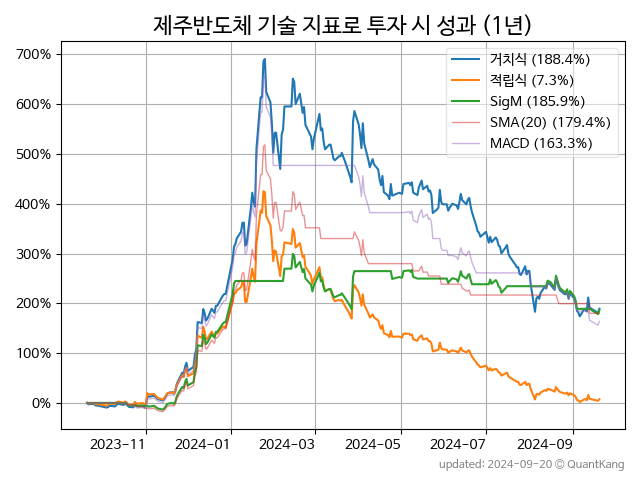 제주반도체 기술 지표로 투자 시 성과 (1년)
700%
600%
500%
400%
300%
200%
100%
0%
거치식 (188.4%)
적립식 (7.3%)
SigM (185.9%)
SMA(20) (179.4%)
MACD (163.3%)
2023-11
2024-01
2024-03
2024-05
2024-07
2024-09
updated: 2024-09-20 © QuantKang